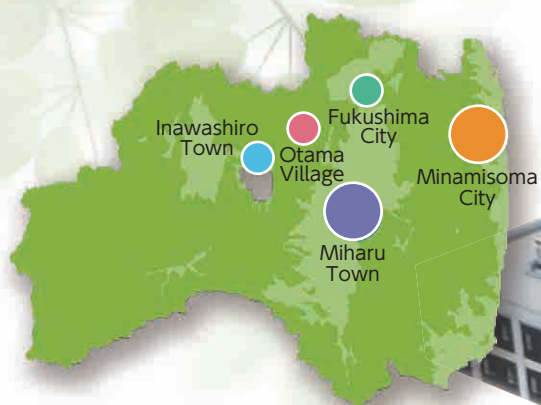 Fukushima
City
Inawashiro
Town
Otama
Village
Minamisoma
City
Miharu
Town